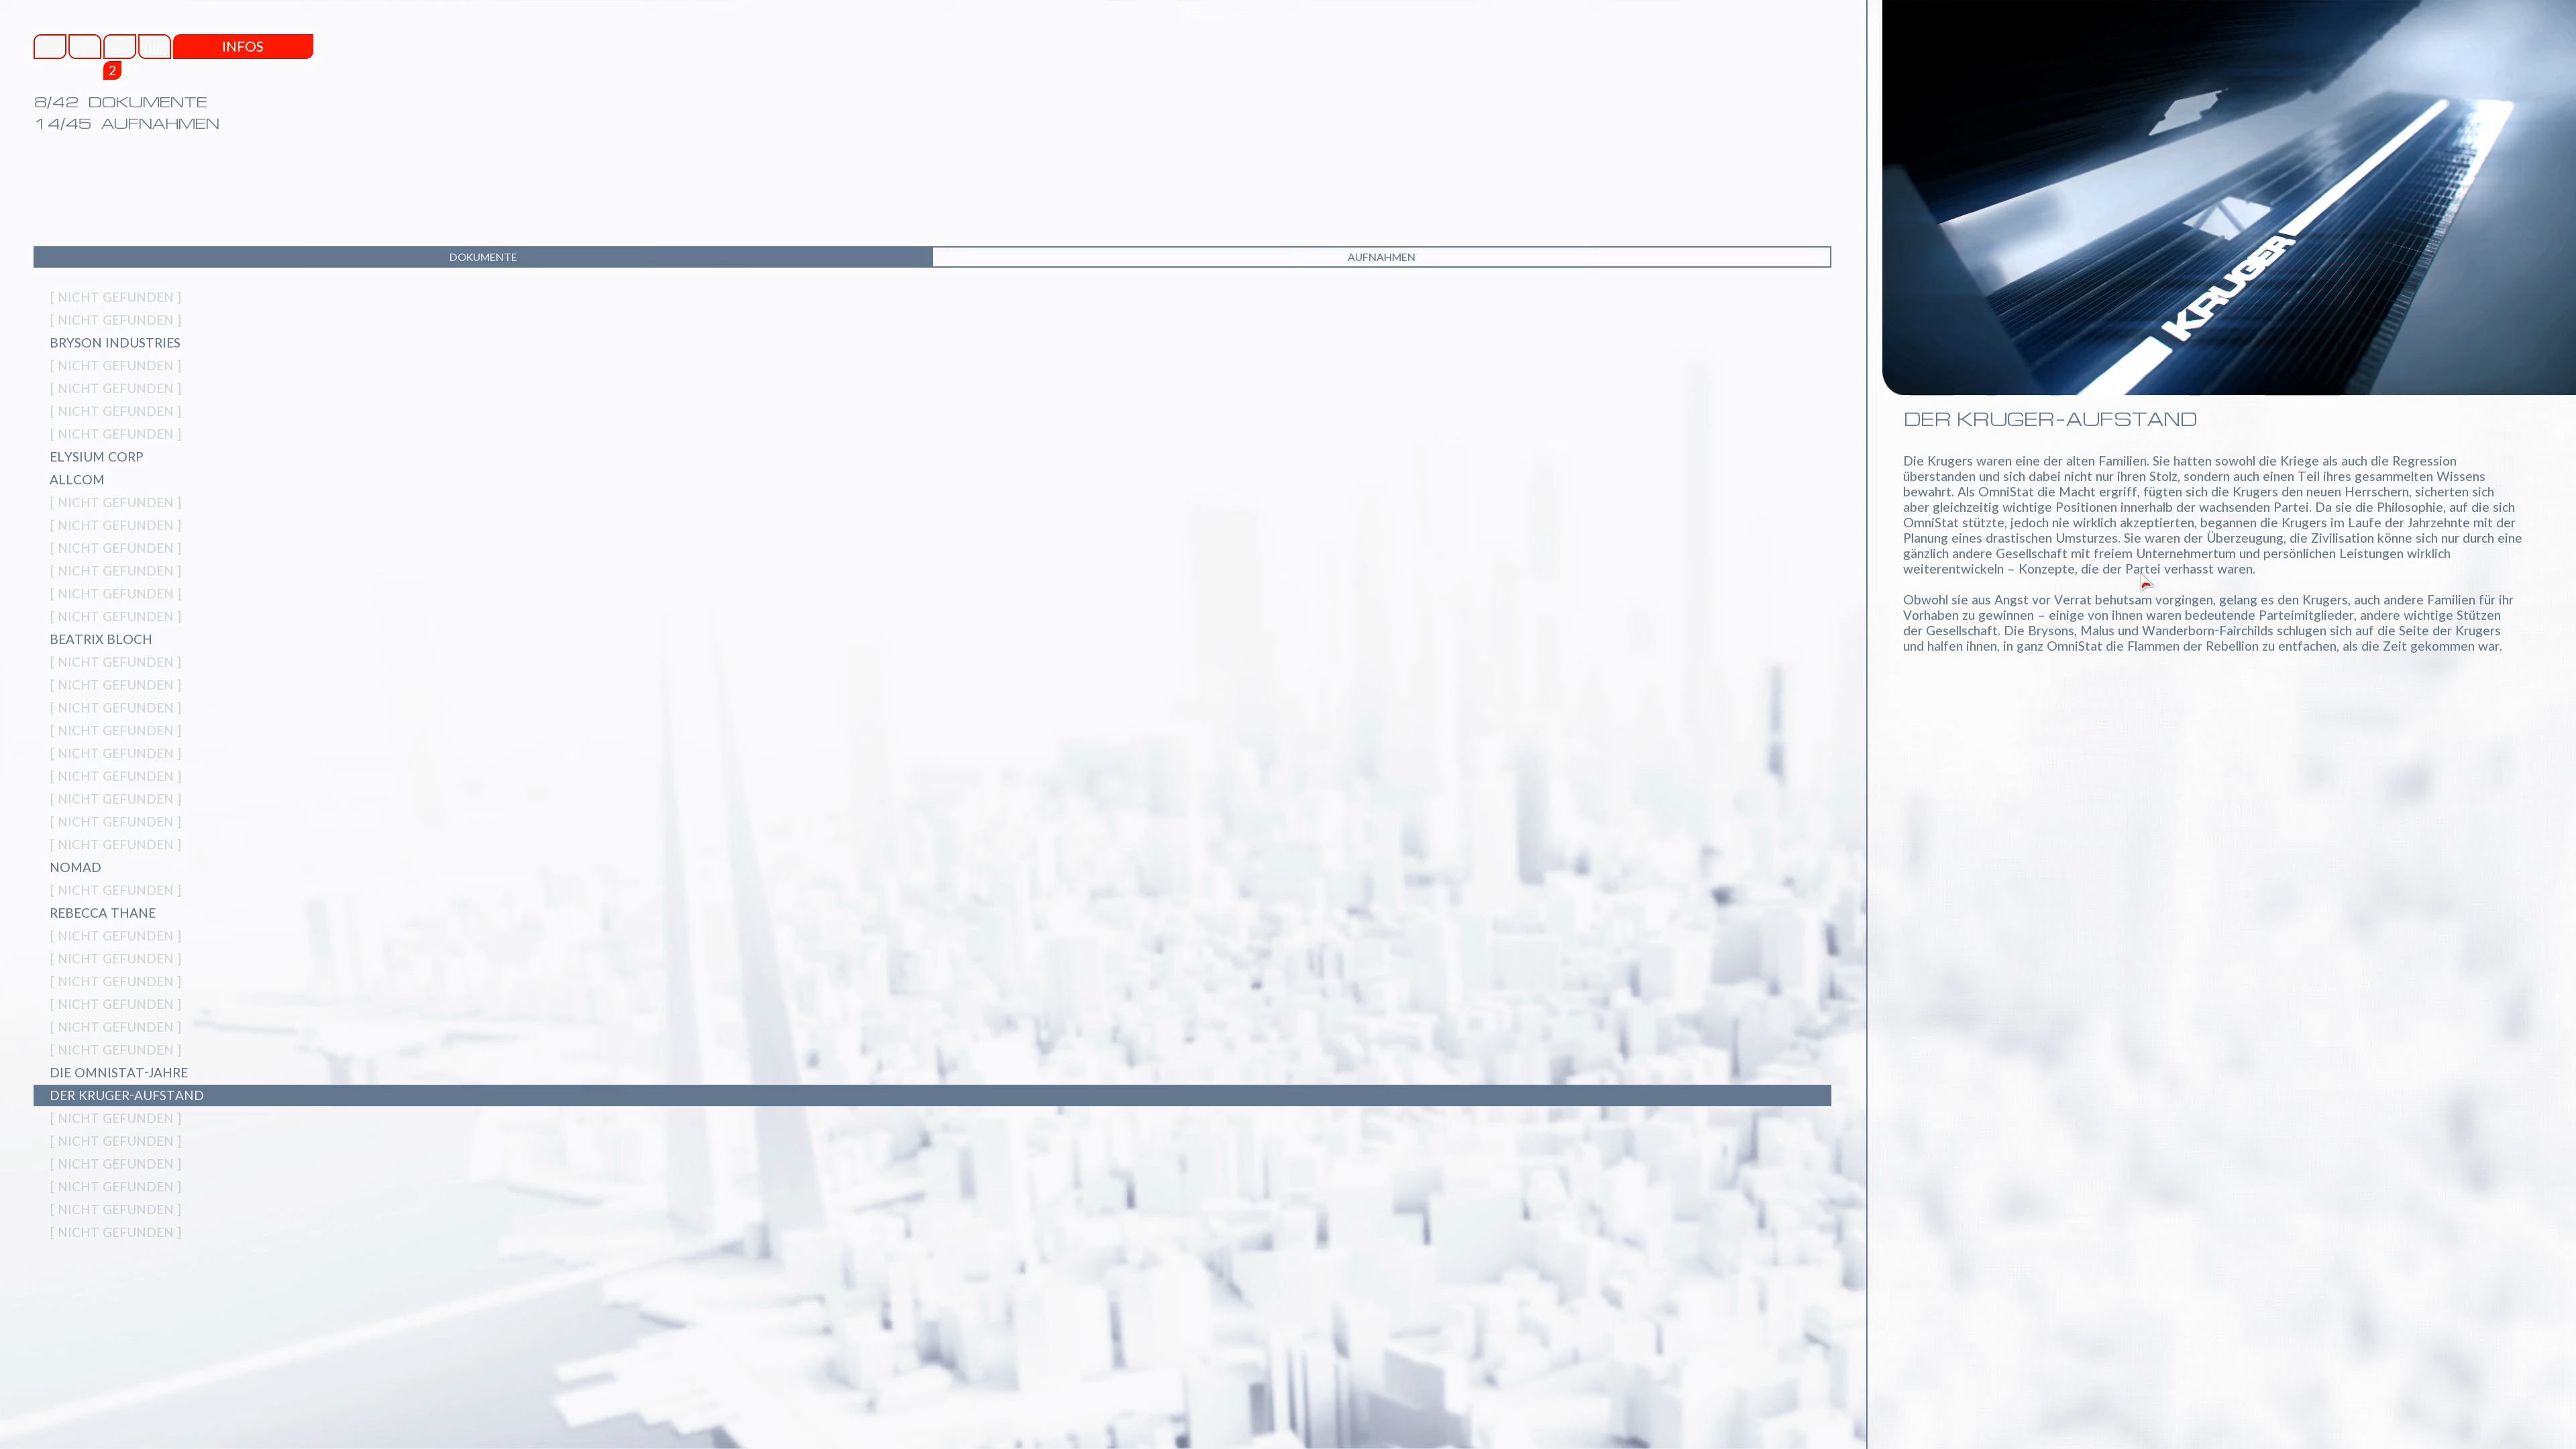 INFOS
2
8/42 DOKUMENTE
14/45 AUFNAHMEN
DOKUMENTE
AUFNAHMEN
[ NICHT GEFUNDEN ]
[ NICHT GEFUNDEN ]
BRYSON INDUSTRIES
[ NICHT GEFUNDEN ]
[ NICHT GEFUNDEN ]
[ NICHT GEFUNDEN ]
[ NICHT GEFUNDEN ]
ELYSIUM CORP
ALLCOM
[ NICHT GEFUNDEN ]
[ NICHT GEFUNDEN ]
[ NICHT GEFUNDEN ]
[ NICHT GEFUNDEN ]
[ NICHT GEFUNDEN ]
[ NICHT GEFUNDEN ]
BEATRIX BLOCH
[ NICHT GEFUNDEN ]
[ NICHT GEFUNDEN ]
[ NICHT GEFUNDEN ]
[ NICHT GEFUNDEN ]
[ NICHT GEFUNDEN ]
[ NICHT GEFUNDEN ]
[ NICHT GEFUNDEN ]
[ NICHT GEFUNDEN ]
[ NICHT GEFUNDEN ]
NOMAD
[ NICHT GEFUNDEN ]
REBECCA THANE
[ NICHT GEFUNDEN ]
[ NICHT GEFUNDEN ]
[ NICHT GEFUNDEN ]
[ NICHT GEFUNDEN ]
[ NICHT GEFUNDEN ]
[ NICHT GEFUNDEN ]
DIE OMNISTAT-JAHRE
DER KRUGER-AUFSTAND
[ NICHT GEFUNDEN ]
[ NICHT GEFUNDEN ]
[ NICHT GEFUNDEN ]
[ NICHT GEFUNDEN ]
[ NICHT GEFUNDEN ]
[ NICHT GEFUNDEN ]
KRUGER
DER KRUGER-AUFSTAND
Die Krugers waren eine der alten Familien. Sie hatten sowohl die Kriege als auch die Regression
überstanden und sich dabei nicht nur ihren Stolz, sondern auch einen Teil ihres gesammelten Wissens
bewahrt. Als OmniStat die Macht ergriff, fügten sich die Krugers den neuen Herrschern, sicherten sich
aber gleichzeitig wichtige Positionen innerhalb der wachsenden Partei. Da sie die Philosophie, auf die sich
OmniStat stützte, jedoch nie wirklich akzeptierten, begannen die Krugers im Laufe der Jahrzehnte mit der
Planung eines drastischen Umsturzes. Sie waren der Überzeugung, die Zivilisation könne sich nur durch eine
gänzlich andere Gesellschaft mit freiem Unternehmertum und persönlichen Leistungen wirklich
weiterentwickeln – Konzepte, die der Partei verhasst waren.
Obwohl sie aus Angst vor Verrat behutsam vorgingen, gelang es den Krugers, auch andere Familien für ihr
Vorhaben zu gewinnen – einige von ihnen waren bedeutende Parteimitglieder, andere wichtige Stützen
der Gesellschaft. Die Brysons, Malus und Wanderborn-Fairchilds schlugen sich auf die Seite der Krugers
und halfen ihnen, in ganz OmniStat die Flammen der Rebellion zu entfachen, als die Zeit gekommen war.